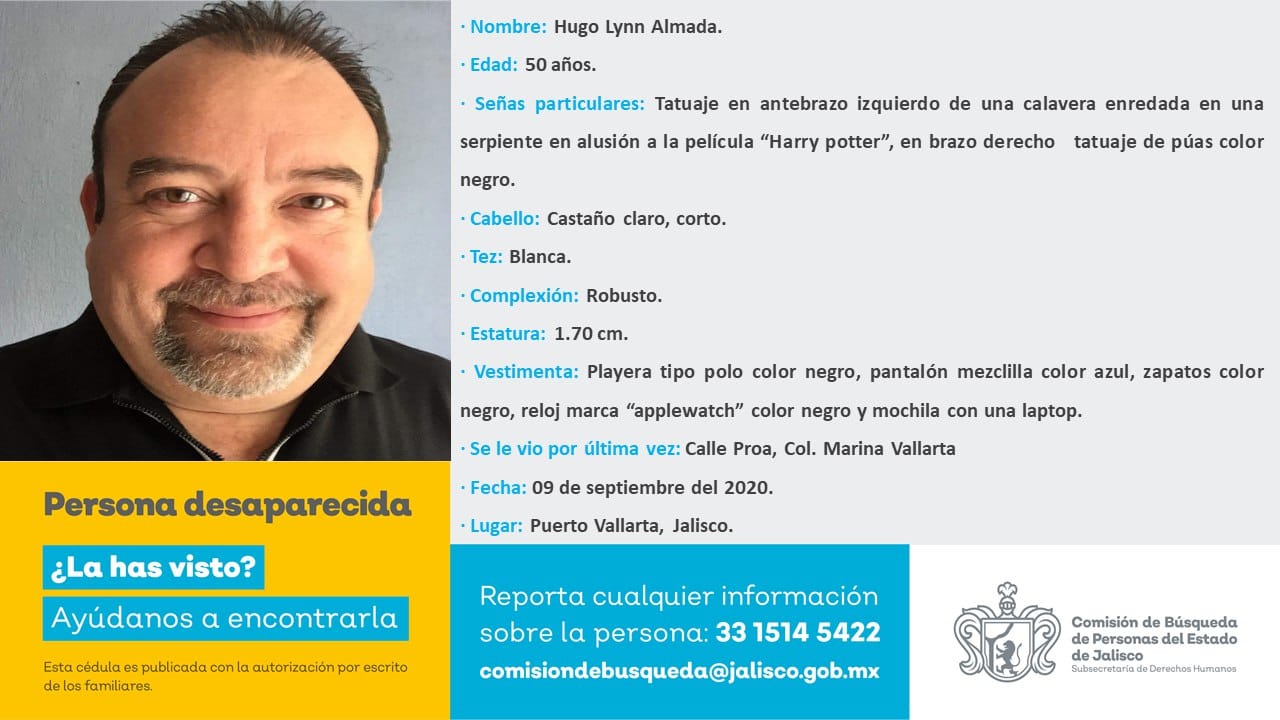 · Nombre: Hugo Lynn Almada.
· Edad: 50 años.
· Señas particulares: Tatuaje en antebrazo izquierdo de una calavera enredada en una
serpiente en alusión a la película “Harry potter”, en brazo derecho tatuaje de púas color
negro.
· Cabello: Castaño claro, corto.
· Tez: Blanca.
· Complexión: Robusto.
· Estatura: 1.70 cm.
· Vestimenta: Playera tipo polo color negro, pantalón mezclilla color azul, zapatos color
negro, reloj marca “applewatch” color negro y mochila con una laptop.
· Se le vio por última vez: Calle Proa, Col. Marina Vallarta
· Fecha: 09 de septiembre del 2020.
· Lugar: Puerto Vallarta, Jalisco.
Persona desaparecida
¿La has visto?
Ayúdanos a encontrarla
Esta cédula es publicada con la autorización por escrito
de los familiares.
Reporta cualquier información
sobre la persona: 33 1514 5422
comisiondebusqueda@jalisco.gob.mx
Comisión de Búsqueda
de Personas del Estado
de Jalisco
Subsecretaría de Derechos Humanos